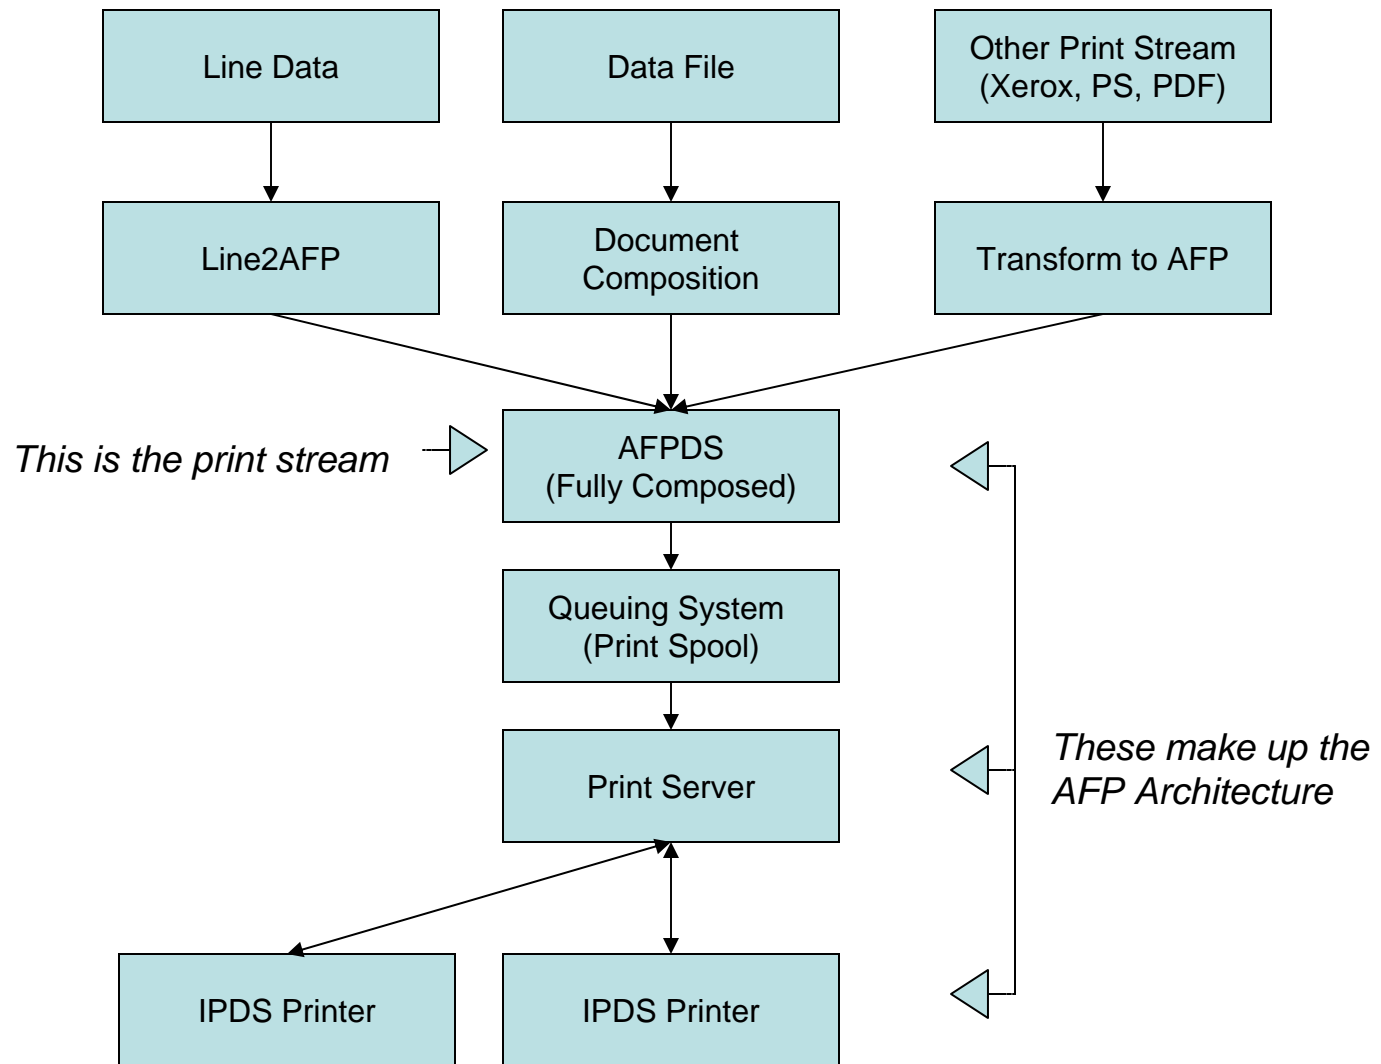 Line Data
Data File
Other Print Stream
(Xerox, PS, PDF)
Line2AFP
Document
Composition
Transform to AFP
This is the print stream
AFPDS
(Fully Composed)
Queuing System
(Print Spool)
Print Server
These make up the
AFP Architecture
IPDS Printer
IPDS Printer